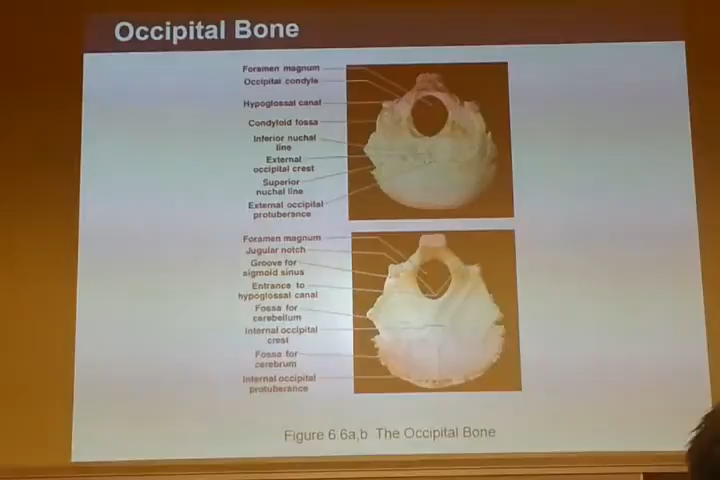 Occipital Bone
Foramen magnum
Occipital condyle
Hypoglossal canal
Condyloid fossa
Inferior nuchal
line
External
occipital crest
Superior
nuchal line
External occipital
protuberance
Foramen magnum
Jugular notch
Groove for
sigmoid sinus
Entrance to
hypoglossal canal
Fossa for
cerebellum
Internal occipital
crest
Fossa for
cerebrum
Internal occipital
protuberance
Figure 6 6a,b The Occipital Bone